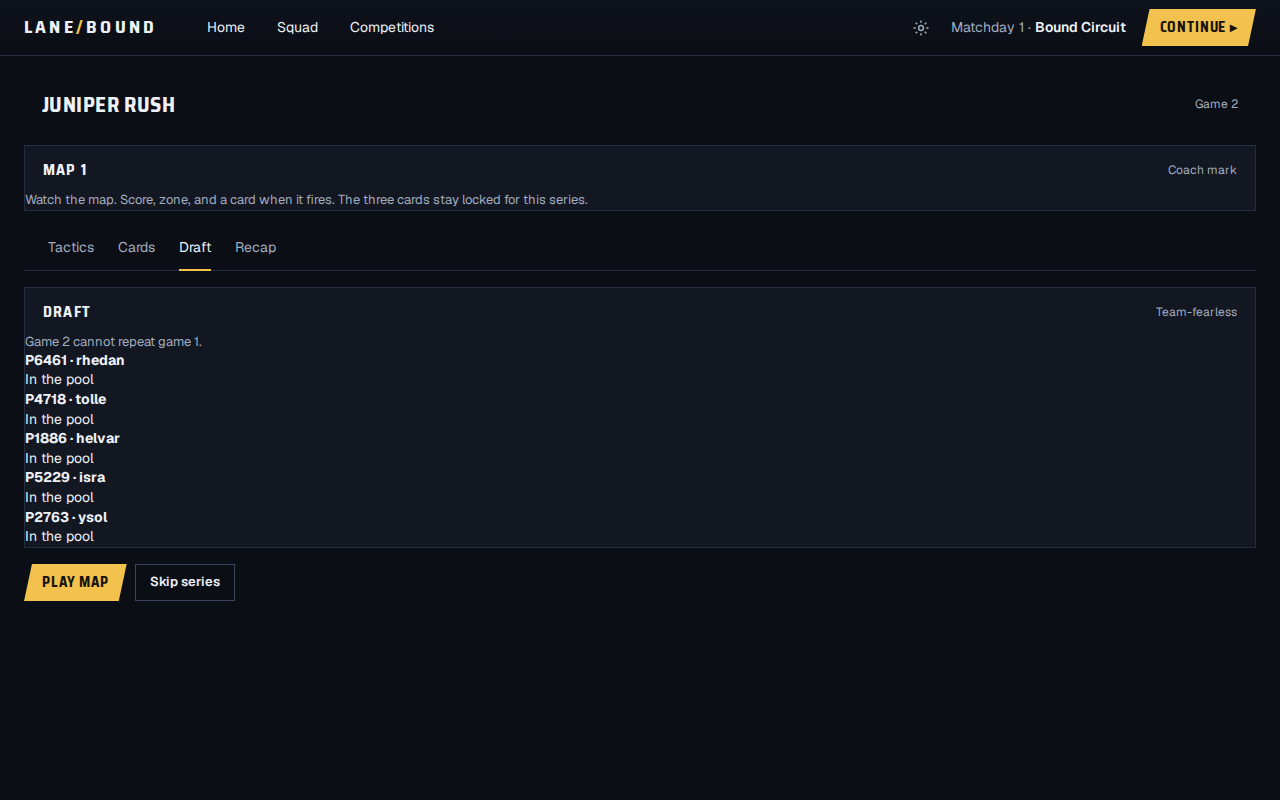 LANE/BOUND
Home
Squad
Competitions
Matchday 1 · Bound Circuit
CONTINUE ▸
JUNIPER RUSH
Game 2
MAP 1
Coach mark
Watch the map. Score, zone, and a card when it fires. The three cards stay locked for this series.
Tactics
Cards
Draft
Recap
DRAFT
Team-fearless
Game 2 cannot repeat game 1.
P6461 · rhedan
In the pool
P4718 · tolle
In the pool
P1886 · helvar
In the pool
P5229 · isra
In the pool
P2763 · ysol
In the pool
PLAY MAP
Skip series